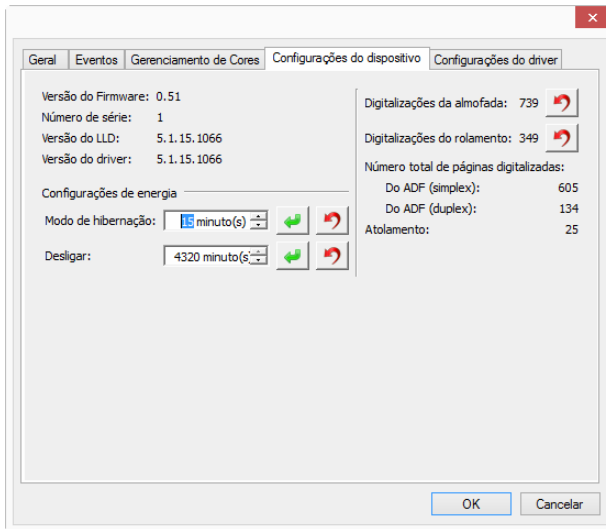 Geral Eventos Gerenciamento de Cores Configurações do dispositivo Configurações do driver
Versão do Firmware: 0.51
Número de série: 1
Versão do LLD: 5.1.15.1066
Versão do driver: 5.1.15.1066
Configurações de energia
Modo de hibernação: 15 minuto(s)
Desligar: 4320 minuto(s
Digitalizações da almofada: 739
Digitalizações do rolamento: 349
Número total de páginas digitalizadas:
Do ADF (simplex): 605
Do ADF (duplex): 134
Atolamento: 25
OK Cancelar